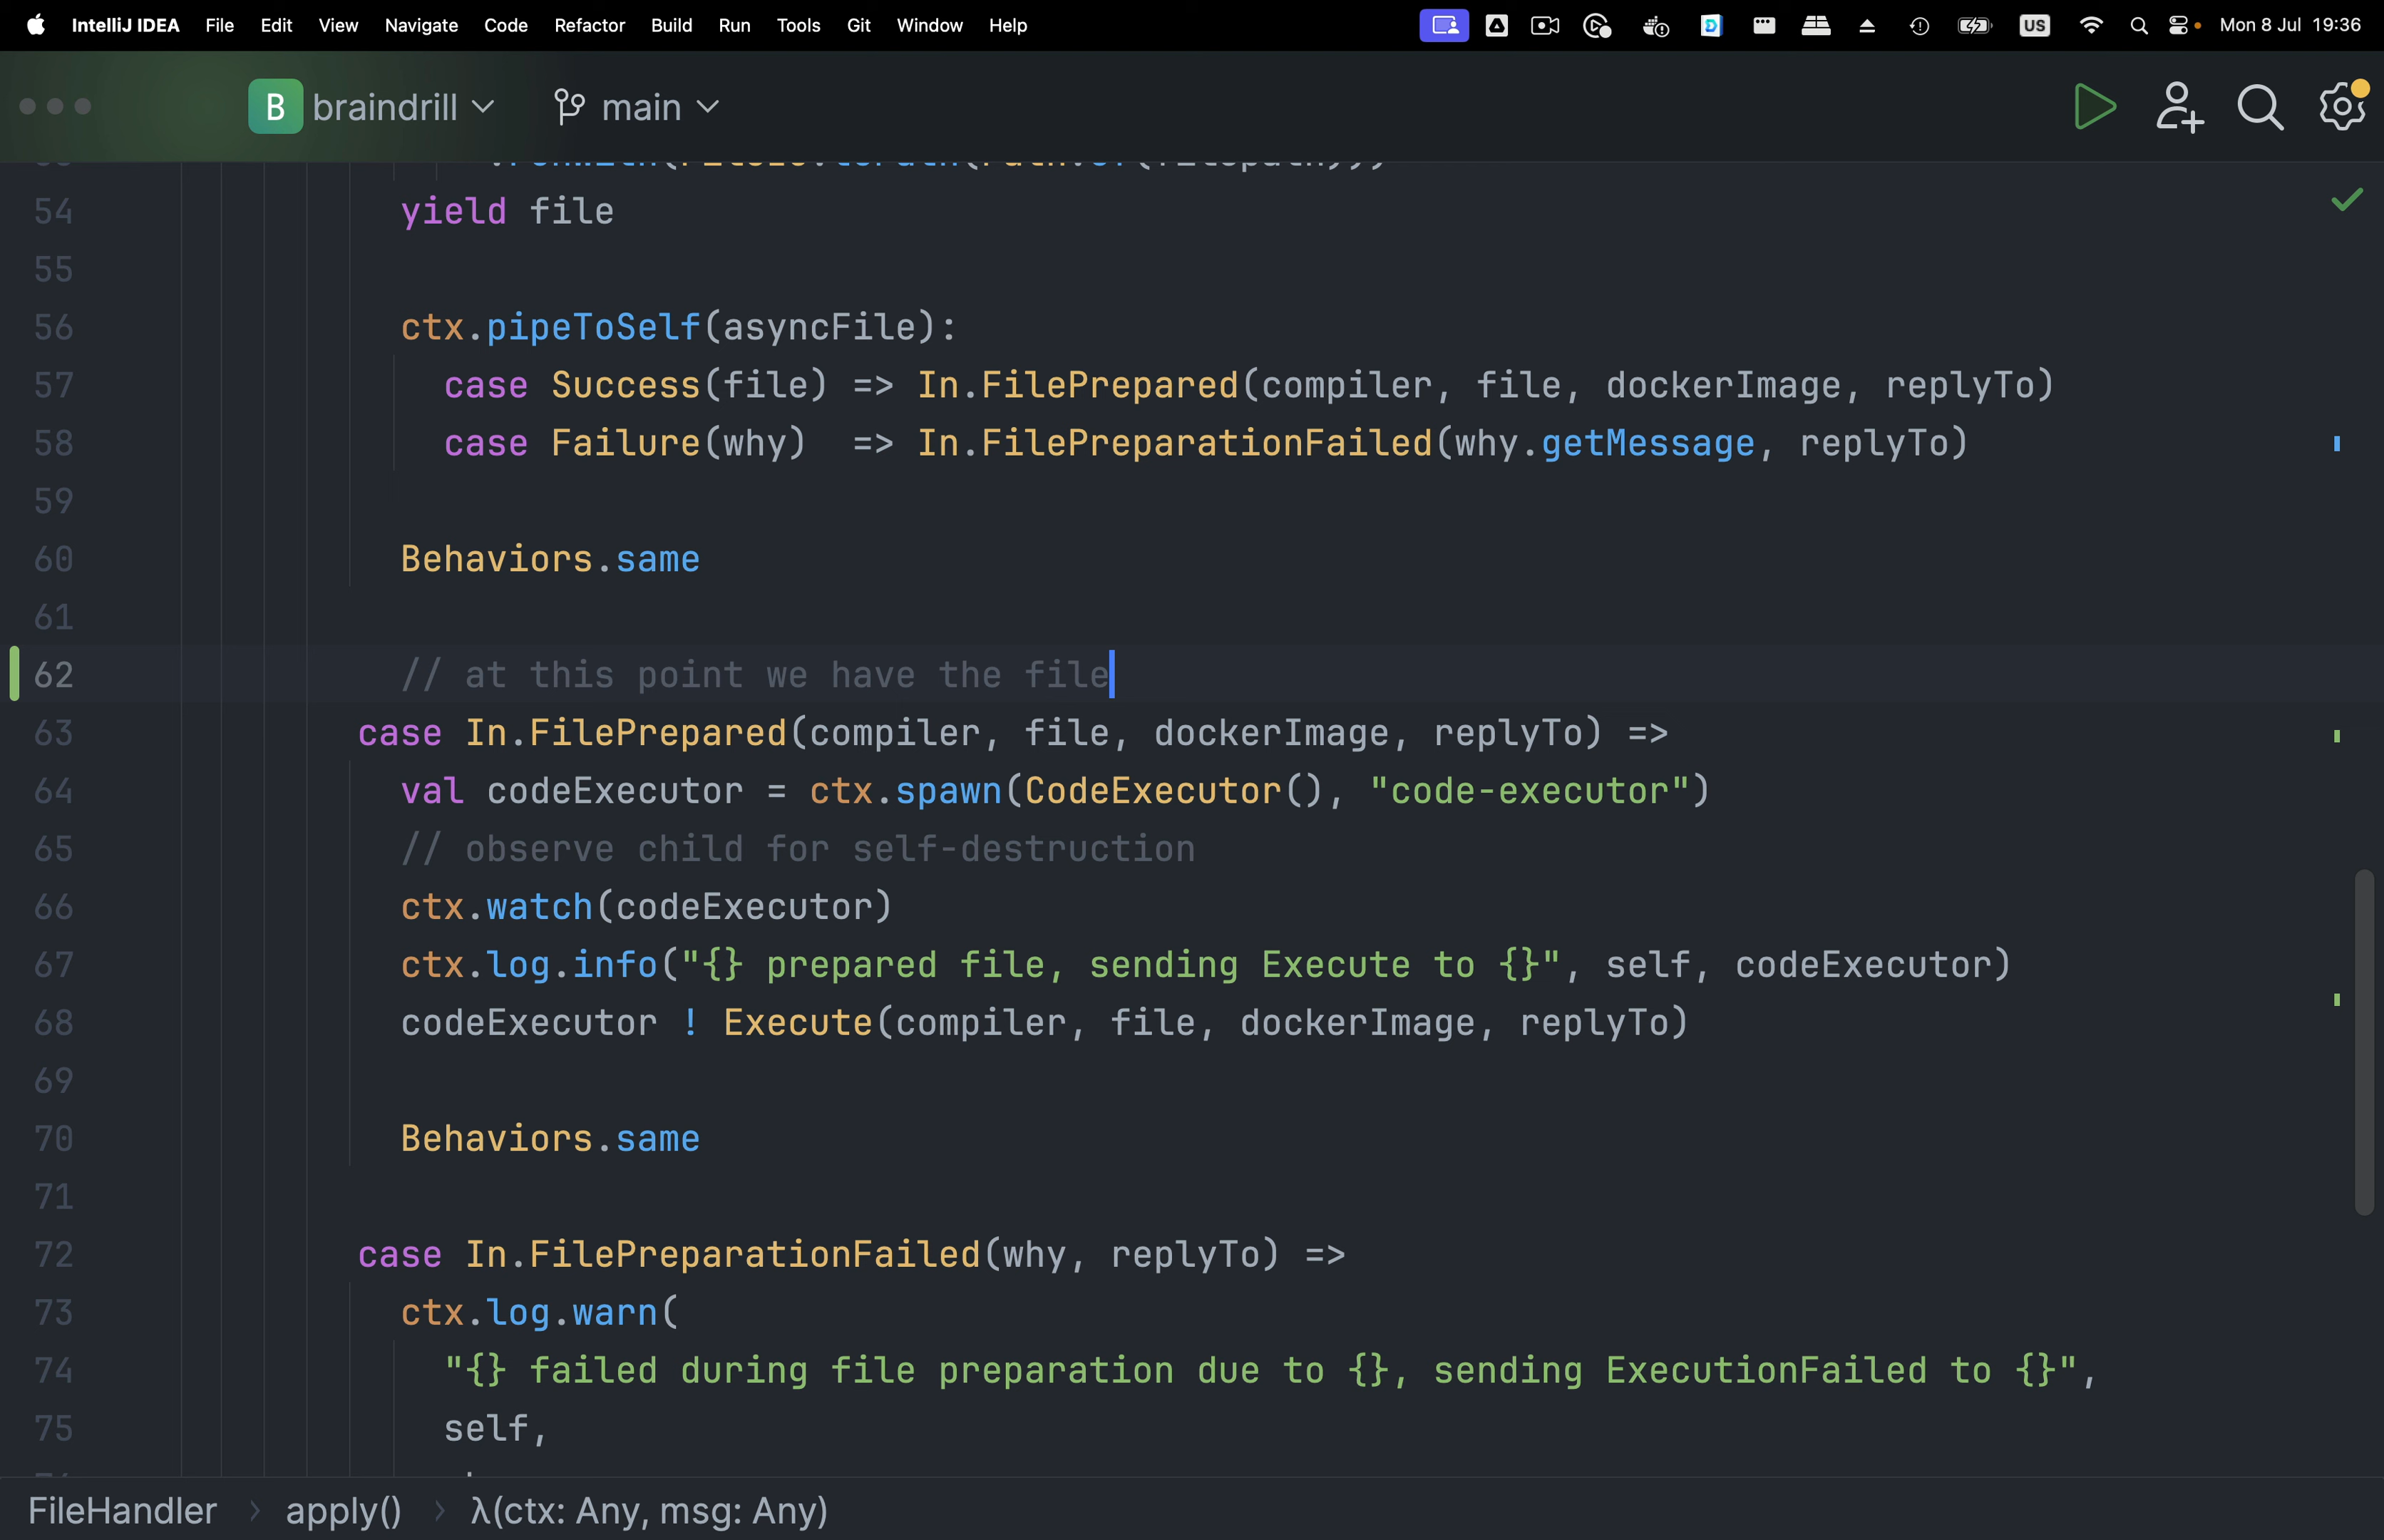 IntelliJ IDEA File Edit View Navigate Code Refactor Build Run Tools Git Window Help US Mon 8 Jul 19:36
B braindrill main
54 yield file
55
56 ctx.pipeToSelf(asyncFile):
57 case Success(file) => In.FilePrepared(compiler, file, dockerImage, replyTo)
58 case Failure(why) => In.FilePreparationFailed(why.getMessage, replyTo)
59
60 Behaviors.same
61
62 // at this point we have the file
63 case In.FilePrepared(compiler, file, dockerImage, replyTo) =>
64 val codeExecutor = ctx.spawn(CodeExecutor(), "code-executor")
65 // observe child for self-destruction
66 ctx.watch(codeExecutor)
67 ctx.log.info("{} prepared file, sending Execute to {}", self, codeExecutor)
68 codeExecutor ! Execute(compiler, file, dockerImage, replyTo)
69
70 Behaviors.same
71
72 case In.FilePreparationFailed(why, replyTo) =>
73 ctx.log.warn(
74 "{} failed during file preparation due to {}, sending ExecutionFailed to {}",
75 self,
FileHandler > apply() > λ(ctx: Any, msg: Any)